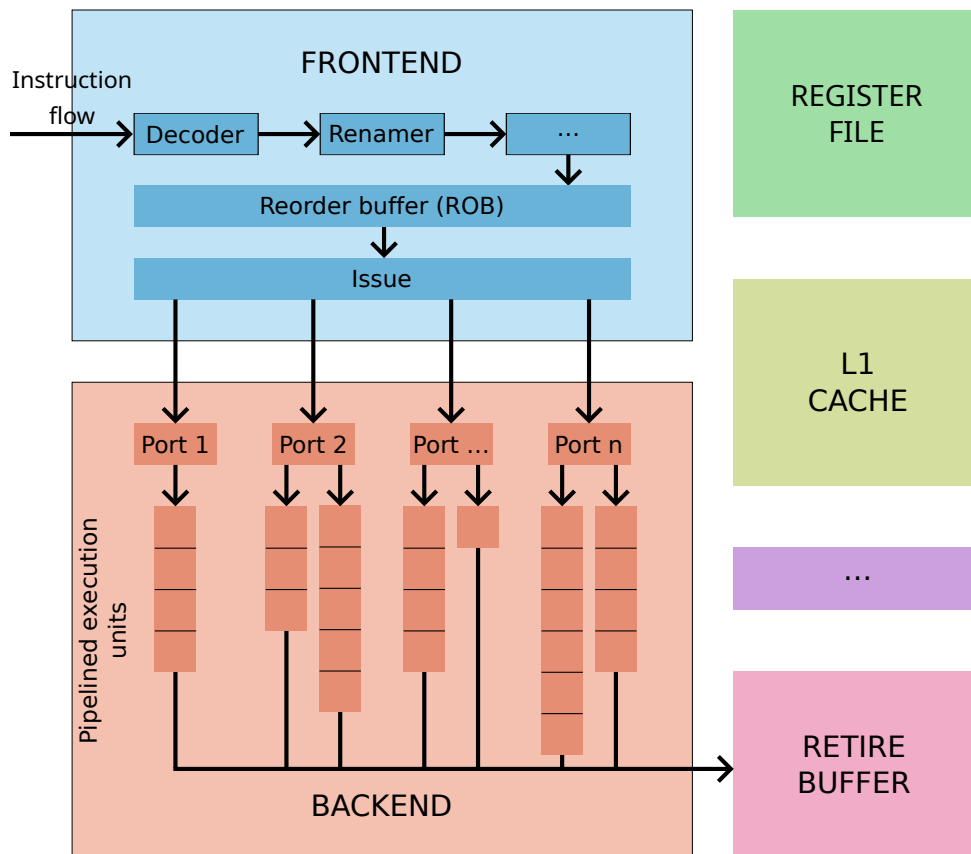 FRONTEND
Instruction
flow
Decoder
Renamer
...
Reorder buffer (ROB)
Issue
Port 1
Port 2
Port ...
Port n
Pipelined execution
units
BACKEND
REGISTER
FILE
L1
CACHE
...
RETIRE
BUFFER